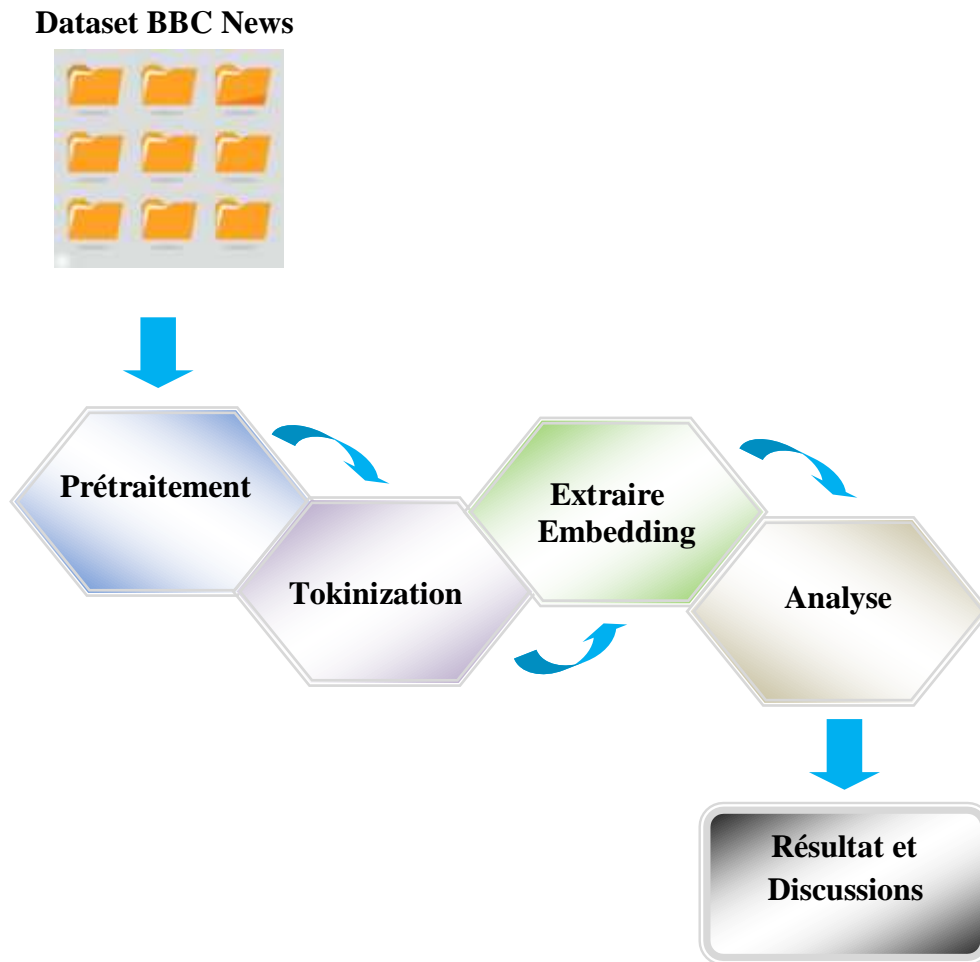 Dataset BBC News
Prétraitement
Tokinization
Extraire
Embedding
Analyse
Résultat et
Discussions